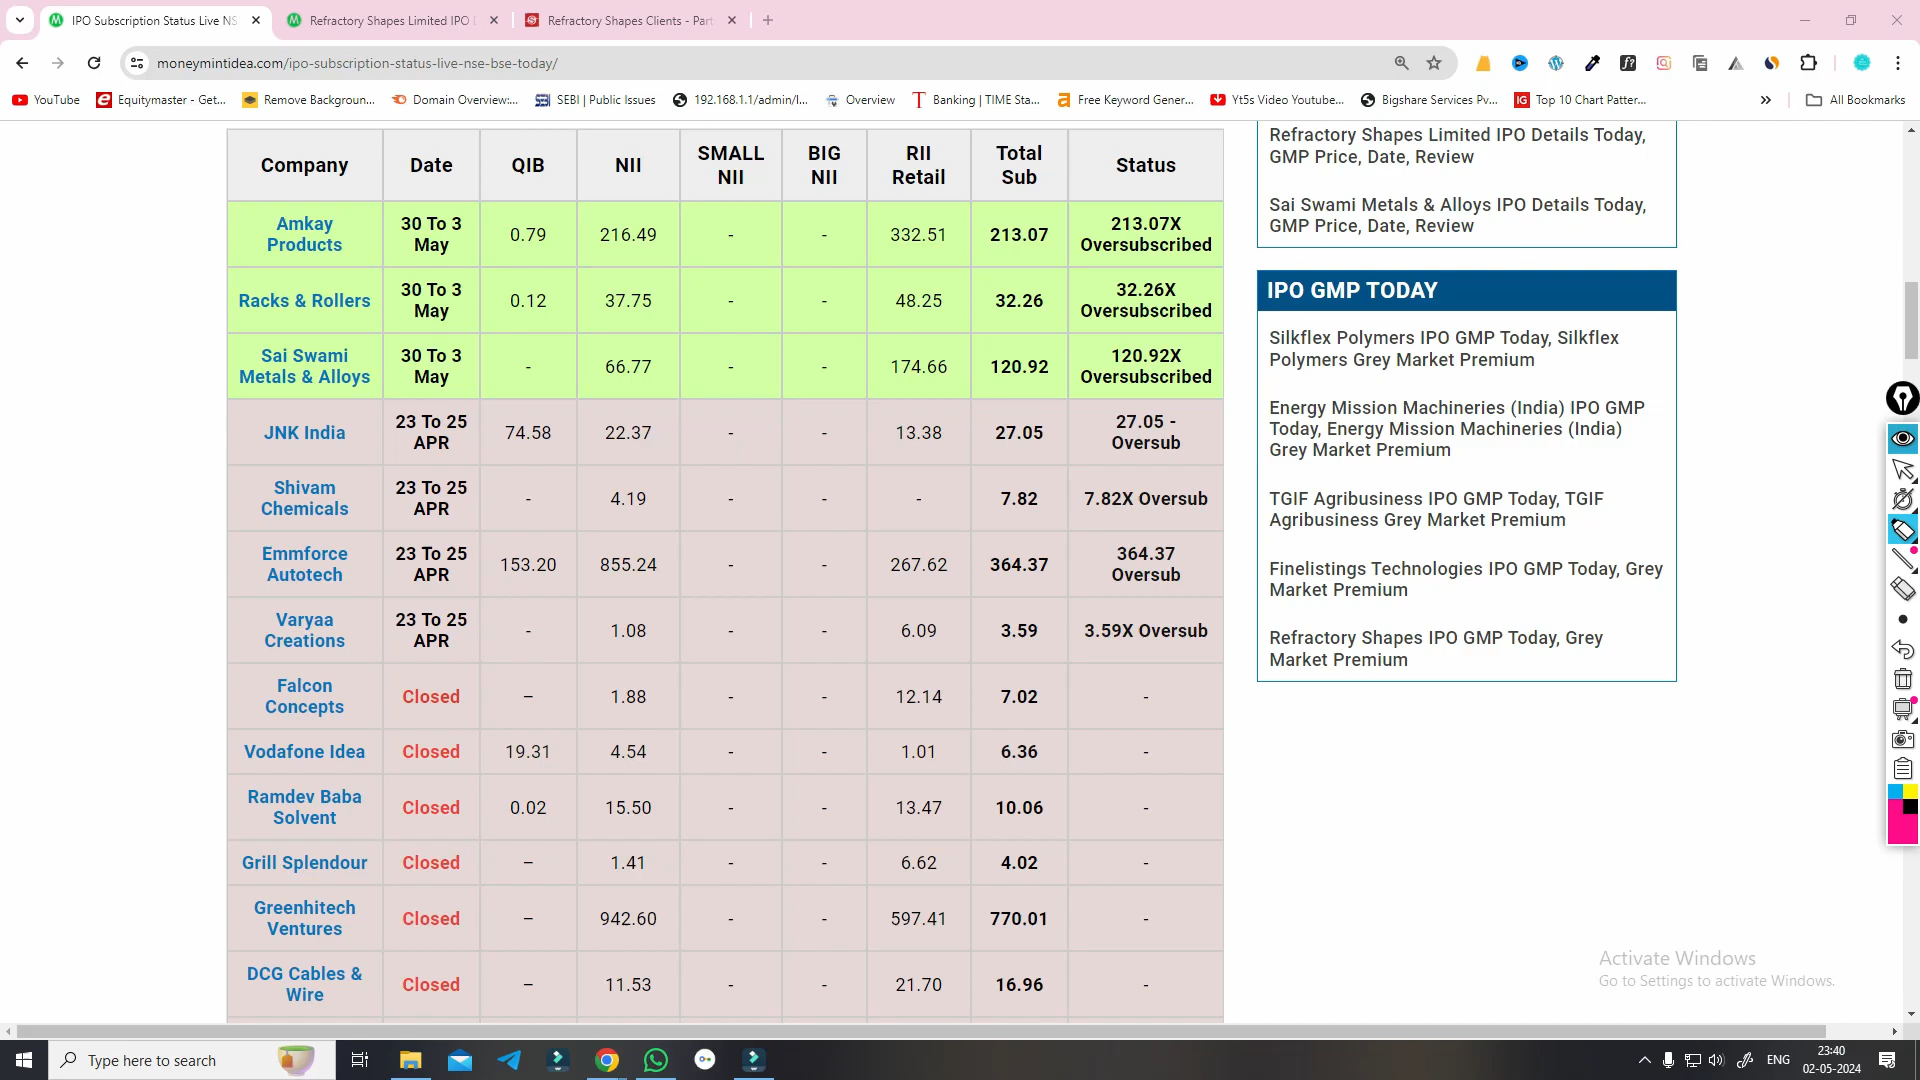 IPO Subscription Status Live NS
Refractory Shapes Limited IPO
Refractory Shapes Clients - Part
moneymintidea.com/ipo-subscription-status-live-nse-bse-today/
YouTube
Equitymaster - Get...
Remove Backgroun...
Domain Overview:...
SEBI | Public Issues
192.168.1.1/admin/l...
Overview
Banking | TIME Sta...
Free Keyword Gener...
Yt5s Video Youtube...
Bigshare Services Pv...
Top 10 Chart Patter...
All Bookmarks
Company Date QIB NII SMALL NII BIG NII RII Retail Total Sub Status
Amkay Products 30 To 3 May 0.79 216.49 - - 332.51 213.07 213.07X Oversubscribed
Racks & Rollers 30 To 3 May 0.12 37.75 - - 48.25 32.26 32.26X Oversubscribed
Sai Swami Metals & Alloys 30 To 3 May - 66.77 - - 174.66 120.92 120.92X Oversubscribed
JNK India 23 To 25 APR 74.58 22.37 - - 13.38 27.05 27.05 - Oversub
Shivam Chemicals 23 To 25 APR - 4.19 - - - 7.82 7.82X Oversub
Emmforce Autotech 23 To 25 APR 153.20 855.24 - - 267.62 364.37 364.37 Oversub
Varyaa Creations 23 To 25 APR - 1.08 - - 6.09 3.59 3.59X Oversub
Falcon Concepts Closed – 1.88 - - 12.14 7.02 -
Vodafone Idea Closed 19.31 4.54 - - 1.01 6.36 -
Ramdev Baba Solvent Closed 0.02 15.50 - - 13.47 10.06 -
Grill Splendour Closed – 1.41 - - 6.62 4.02 -
Greenhitech Ventures Closed – 942.60 - - 597.41 770.01 -
DCG Cables & Wire Closed – 11.53 - - 21.70 16.96 -
Refractory Shapes Limited IPO Details Today,
GMP Price, Date, Review
Sai Swami Metals & Alloys IPO Details Today,
GMP Price, Date, Review
IPO GMP TODAY
Silkflex Polymers IPO GMP Today, Silkflex
Polymers Grey Market Premium
Energy Mission Machineries (India) IPO GMP
Today, Energy Mission Machineries (India)
Grey Market Premium
TGIF Agribusiness IPO GMP Today, TGIF
Agribusiness Grey Market Premium
Finelistings Technologies IPO GMP Today, Grey
Market Premium
Refractory Shapes IPO GMP Today, Grey
Market Premium
Activate Windows
Go to Settings to activate Windows.
Type here to search
ENG
23:40
02-05-2024